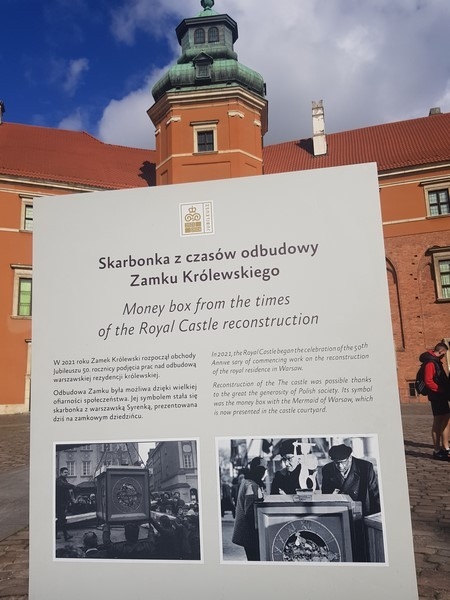 Skarbonka z czasów odbudowy
Zamku Królewskiego
Money box from the times
of the Royal Castle reconstruction
W 2021 roku Zamek Królewski rozpoczął obchody
Jubileuszu 50. rocznicy podjęcia prac nad odbudową
warszawskiej rezydencji królewskiej.
Odbudowa Zamku była możliwa dzięki wielkiej
ofiarności społeczeństwa. Jej symbolem stała się
skarbonka z warszawską Syrenką, prezentowana
dziś na zamkowym dziedzińcu.
In 2021, the Royal Castle began the celebration of the 50th
Annive sary of commencing work on the reconstruction
of the royal residence in Warsaw.
Reconstruction of The castle was possible thanks
to the great the generosity of Polish society. Its symbol
was the money box with the Mermaid of Warsaw, which
is now presented in the castle courtyard.